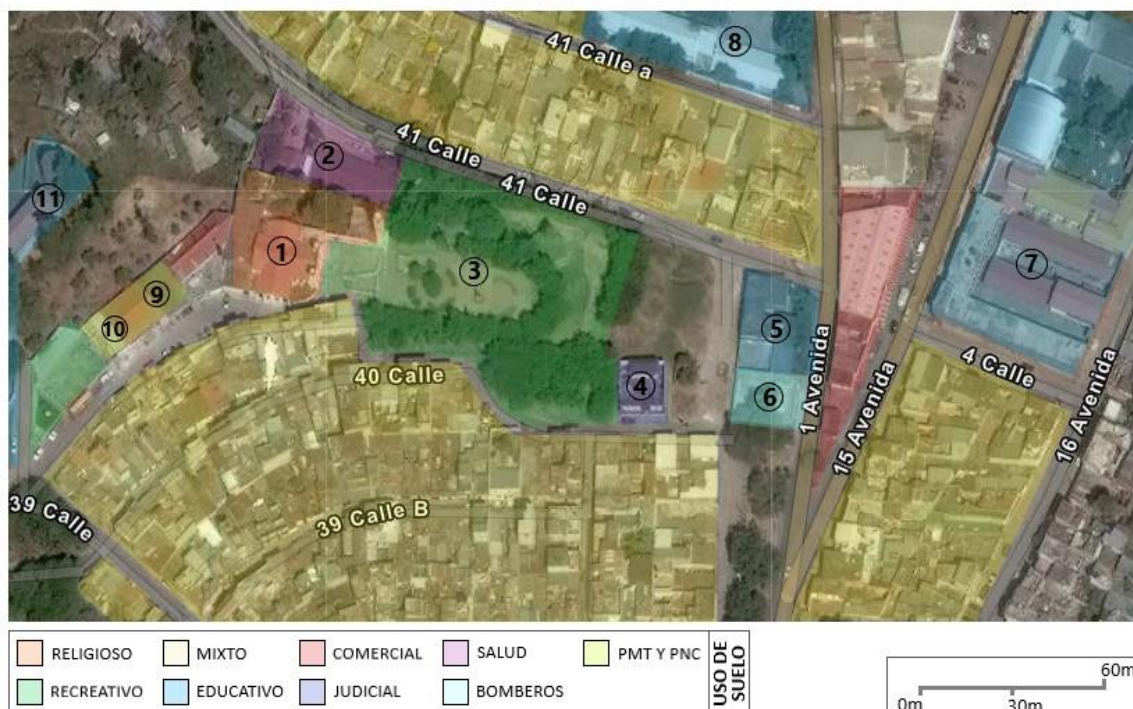 41 Calle a
⑧
41 Calle
②
41 Calle
⑪
①
③
⑦
⑨
⑩
⑤
4 Calle
40 Calle
④
⑥
1 Avenida
15 Avenida
16 Avenida
39 Calle
39 Calle B
RELIGIOSO
MIXTO
COMERCIAL
SALUD
PMT Y PNC
RECREATIVO
EDUCATIVO
JUDICIAL
BOMBEROS
USO DE
SUELO
60m
0m
30m